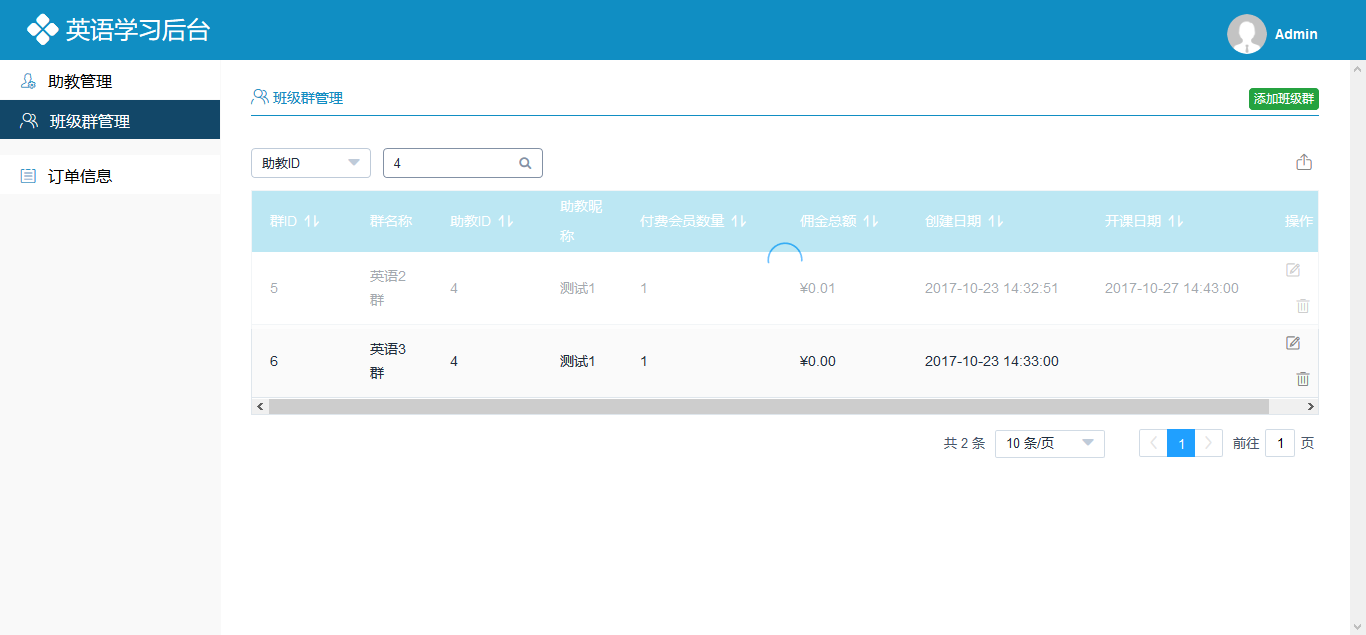 英语学习后台
Admin
助教管理
班级群管理
订单信息
班级群管理
添加班级群
助教ID
4
群ID 群名称 助教ID 助教昵称 付费会员数量 佣金总额 创建日期 开课日期 操作
5 英语2群 4 测试1 1 ¥0.01 2017-10-23 14:32:51 2017-10-27 14:43:00
6 英语3群 4 测试1 1 ¥0.00 2017-10-23 14:33:00
共 2 条 10 条/页 1 前往 1 页